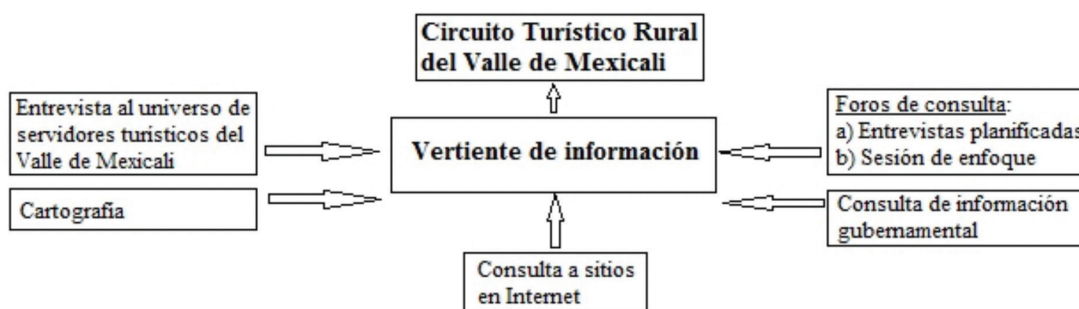 Circuito Turístico Rural
del Valle de Mexicali
Entrevista al universo de
servidores turísticos del
Valle de Mexicali
Vertiente de información
Foros de consulta:
a) Entrevistas planificadas
b) Sesión de enfoque
Cartografía
Consulta de información
gubernamental
Consulta a sitios
en Internet